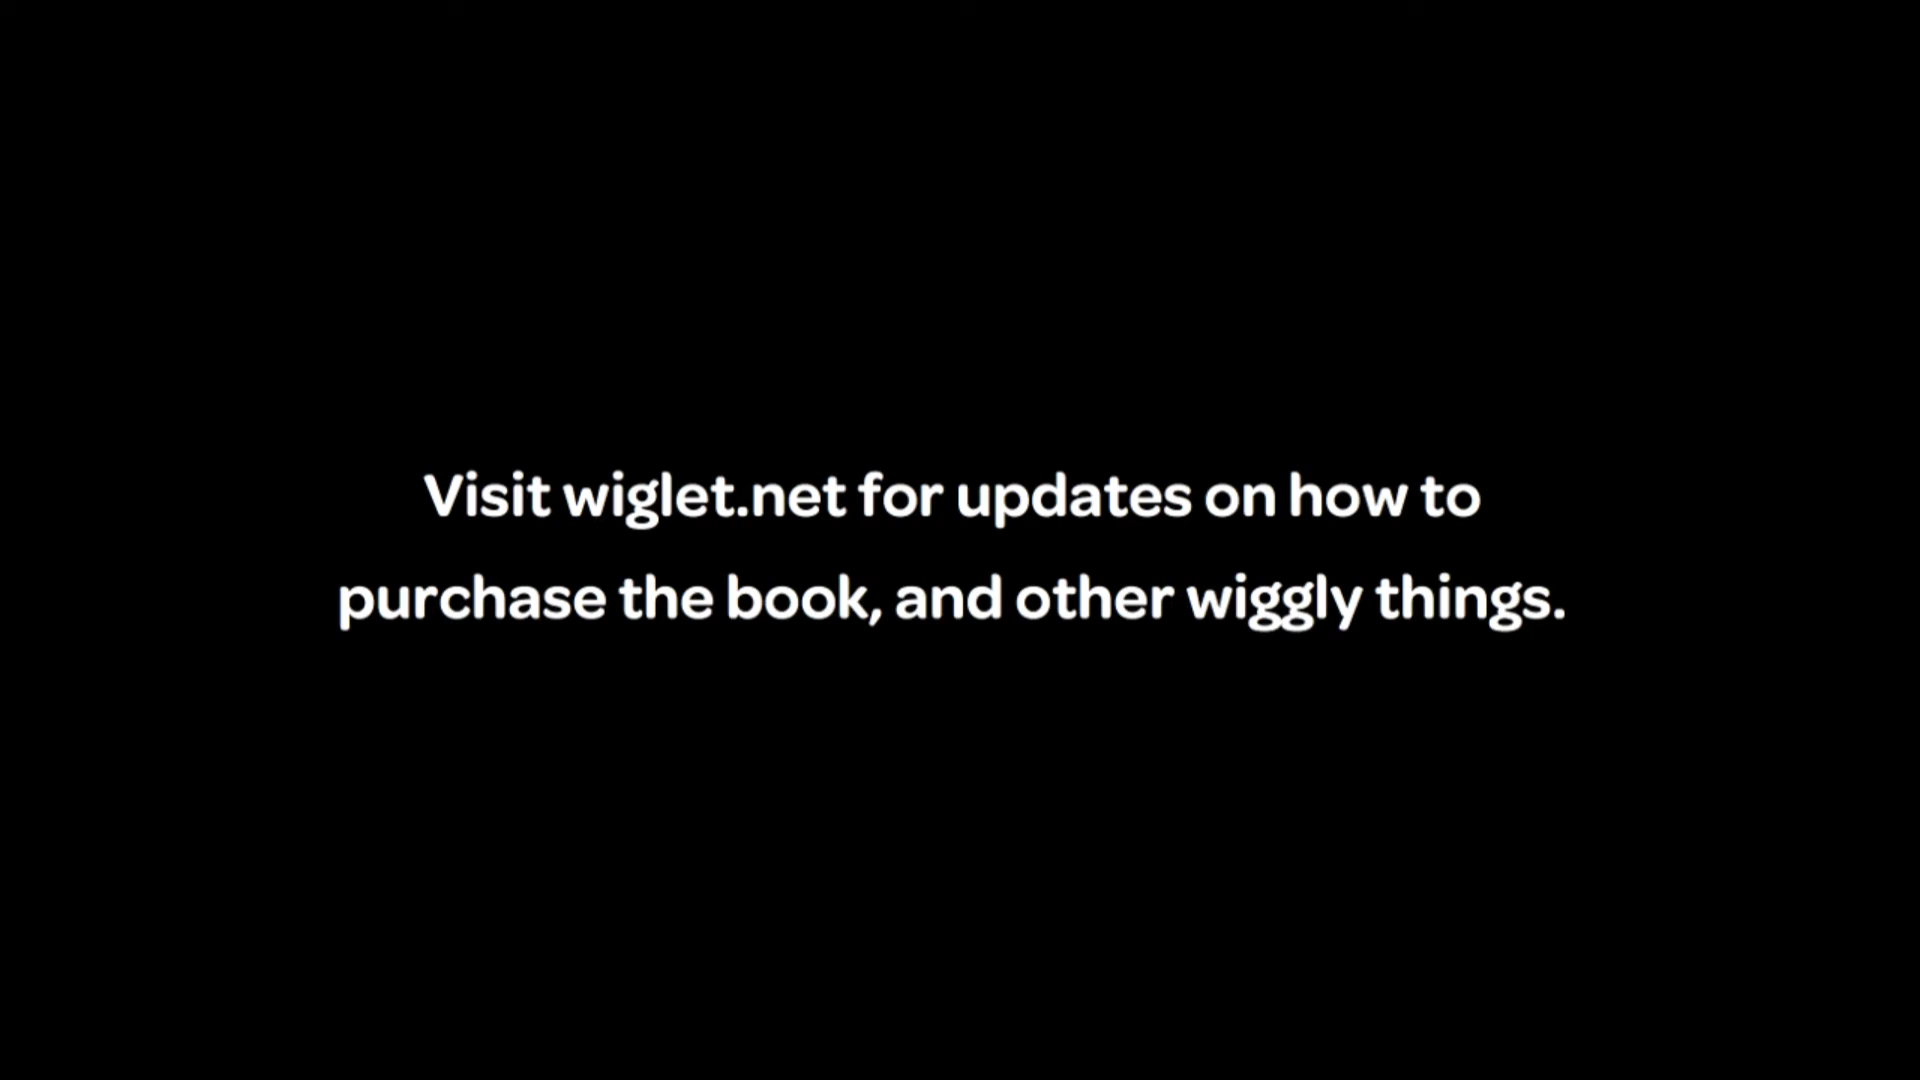 Visit wiglet.net for updates on how to
purchase the book, and other wiggly things.